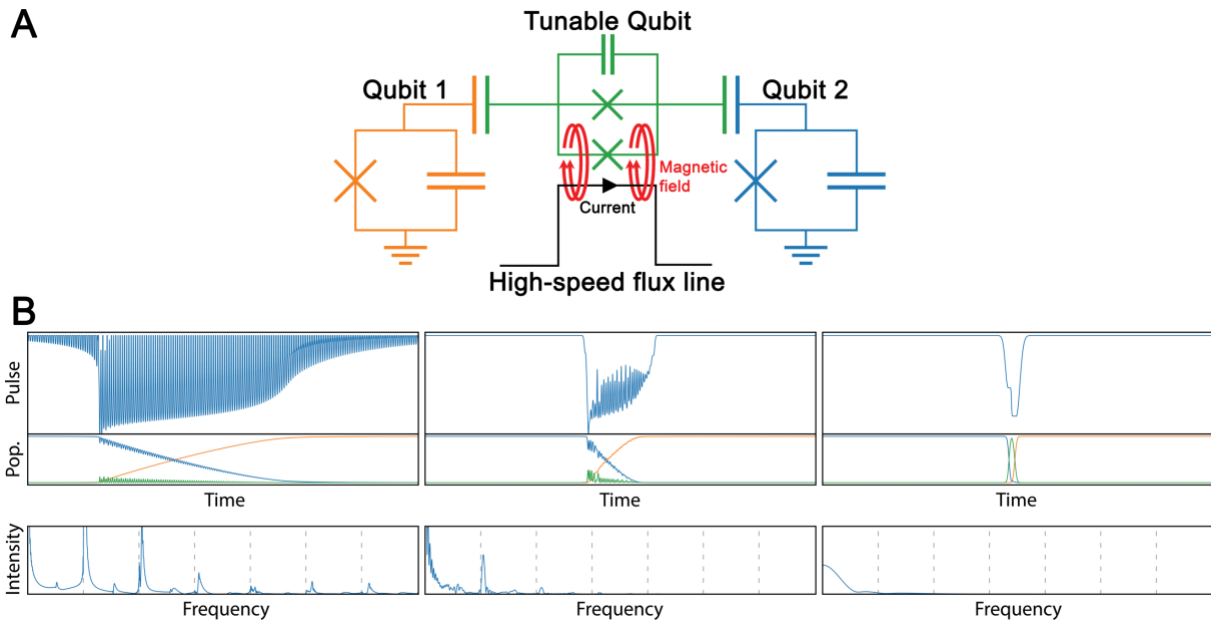 A
Tunable Qubit
Qubit 1
Qubit 2
Magnetic
field
Current
High-speed flux line
B
Pulse
Pop.
Time
Time
Time
Intensity
Frequency
Frequency
Frequency